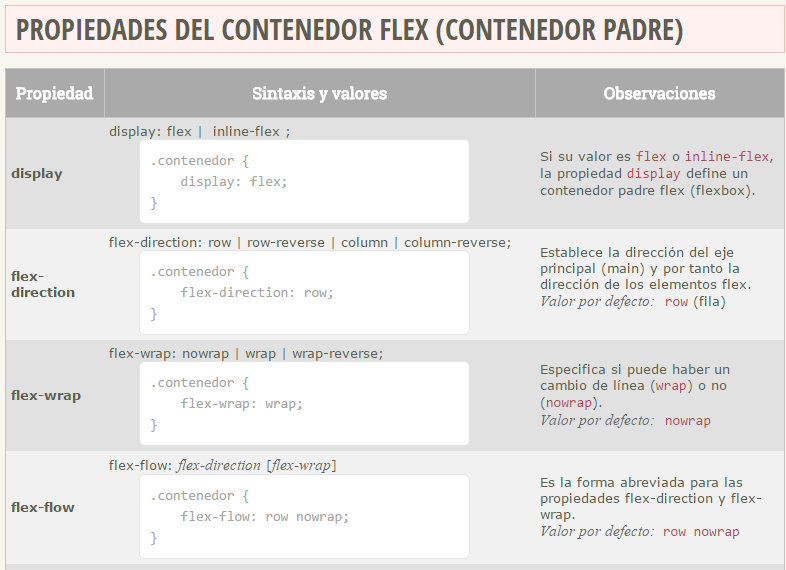 PROPIEDADES DEL CONTENEDOR FLEX (CONTENEDOR PADRE)
Propiedad Sintaxis y valores Observaciones
display
display: flex | inline-flex ;
.contenedor {
display: flex;
}
Si su valor es flex o inline-flex,
la propiedad display define un
contenedor padre flex (flexbox).
flex-
direction
flex-direction: row | row-reverse | column | column-reverse;
.contenedor {
flex-direction: row;
}
Establece la dirección del eje
principal (main) y por tanto la
dirección de los elementos flex.
Valor por defecto: row (fila)
flex-wrap
flex-wrap: nowrap | wrap | wrap-reverse;
.contenedor {
flex-wrap: wrap;
}
Especifica si puede haber un
cambio de línea (wrap) o no
(nowrap).
Valor por defecto: nowrap
flex-flow
flex-flow: flex-direction [flex-wrap]
.contenedor {
flex-flow: row nowrap;
}
Es la forma abreviada para las
propiedades flex-direction y flex-
wrap.
Valor por defecto: row nowrap